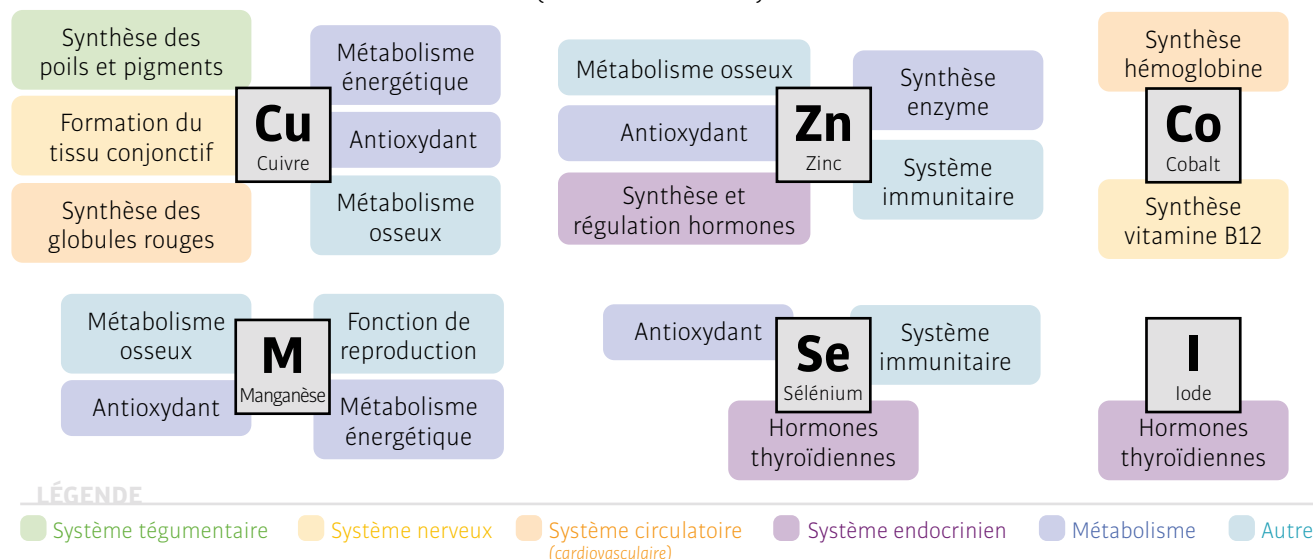 Synthèse des
poils et pigments
Métabolisme
énergétique
Formation du
tissu conjonctif
Cu
Cuivre
Antioxydant
Synthèse des
globules rouges
Métabolisme
osseux
Métabolisme osseux
Synthèse
enzyme
Antioxydant
Zn
Zinc
Synthèse et
régulation hormones
Système
immunitaire
Synthèse
hémoglobine
Co
Cobalt
Synthèse
vitamine B12
Métabolisme
osseux
Fonction de
reproduction
M
Manganèse
Antioxydant
Métabolisme
énergétique
Antioxydant
Système
immunitaire
Se
Sélénium
Hormones
thyroïdiennes
I
Iode
Hormones
thyroïdiennes
LÉGENDE
Système tégumentaire
Système nerveux
Système circulatoire
(cardiovasculaire)
Système endocrinien
Métabolisme
Autre